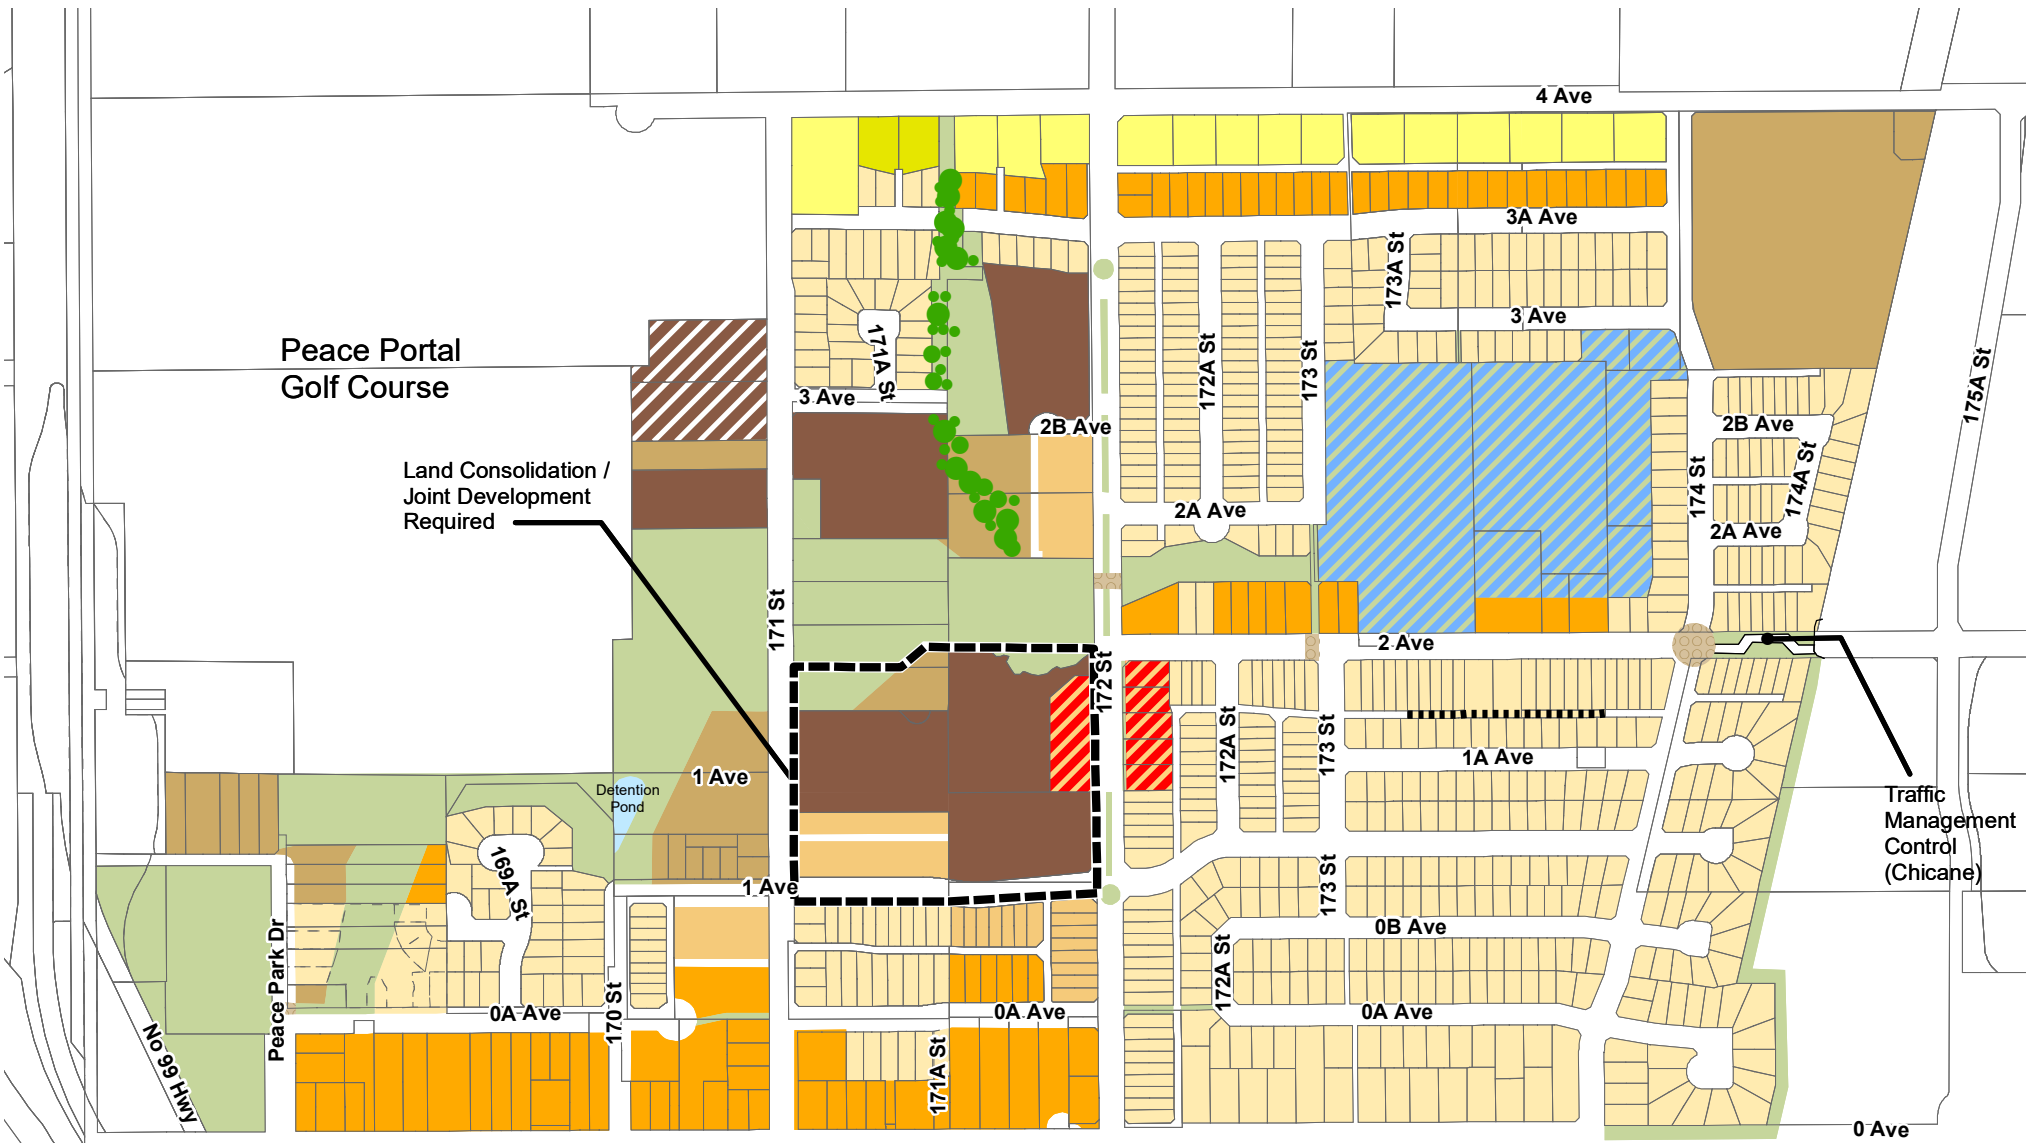 4 Ave
3A Ave
173A St
3 Ave
Peace Portal
Golf Course
171A St
172A St
173 St
175A St
3 Ave
2B Ave
2B Ave
Land Consolidation /
Joint Development
Required
174 St
174A St
2A Ave
2A Ave
171 St
2 Ave
172 St
172A St
173 St
1A Ave
1 Ave
Detention
Pond
Traffic
Management
Control
(Chicane)
169A St
1 Ave
173 St
0B Ave
Peace Park Dr
172A St
170 St
0A Ave
0A Ave
0A Ave
No 99 Hwy
171A St
0 Ave